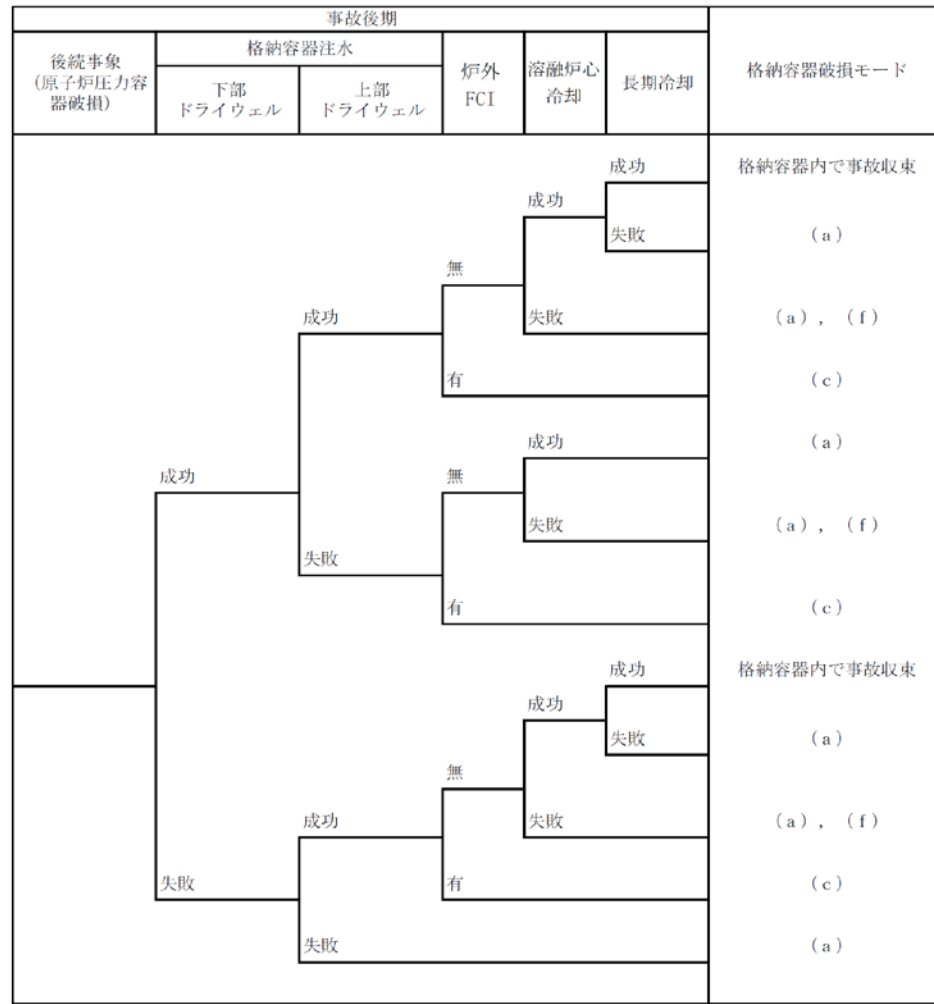 事故後期
後続事象
(原子炉圧力容
器破損)
格納容器注水
下部
ドライウェル
上部
ドライウェル
炉外
FCI
溶融炉心
冷却
長期冷却
格納容器破損モード
成功
格納容器内で事故収束
成功
失敗
(a)
無
成功
失敗
(a), (f)
有
(c)
成功
(a)
成功
無
失敗
(a), (f)
失敗
有
(c)
成功
格納容器内で事故収束
成功
失敗
(a)
無
成功
失敗
(a), (f)
失敗
有
(c)
失敗
(a)